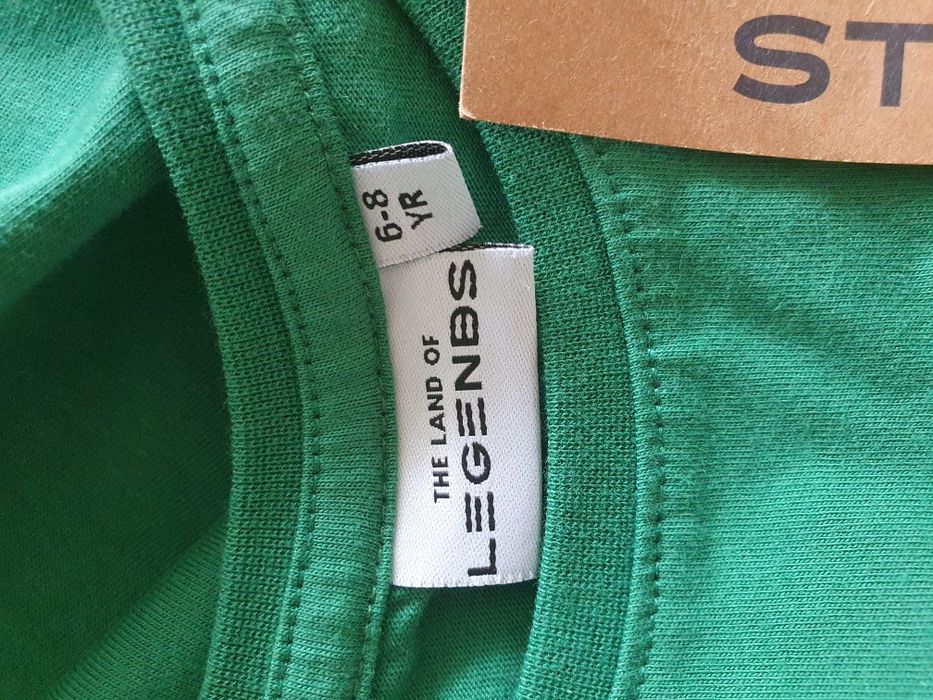 ST
6-8
YR
THE LAND OF
LEGENDS